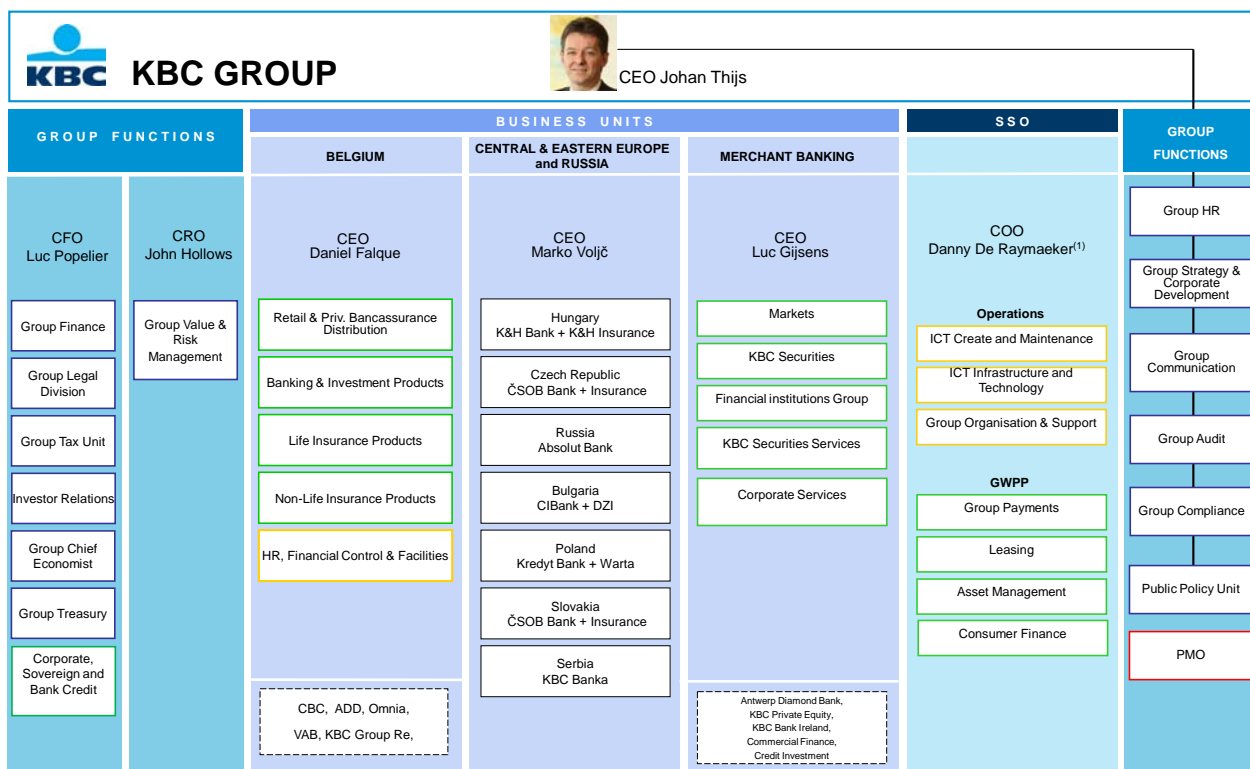 KBC
KBC GROUP
CEO Johan Thijs
GROUP FUNCTIONS
CFO
Luc Popelier
Group Finance
Group Legal
Division
Group Tax Unit
Investor Relations
Group Chief
Economist
Group Treasury
Corporate,
Sovereign and
Bank Credit
CRO
John Hollows
Group Value &
Risk
Management
BUSINESS UNITS
BELGIUM
CEO
Daniel Falque
Retail & Priv. Bancassurance
Distribution
Banking & Investment Products
Life Insurance Products
Non-Life Insurance Products
HR, Financial Control & Facilities
CBC, ADD, Omnia,
VAB, KBC Group Re,
CENTRAL & EASTERN EUROPE
and RUSSIA
CEO
Marko Voljč
Hungary
K&H Bank + K&H Insurance
Czech Republic
ČSOB Bank + Insurance
Russia
Absolut Bank
Bulgaria
CIBank + DZI
Poland
Kredyt Bank + Warta
Slovakia
ČSOB Bank + Insurance
Serbia
KBC Banka
MERCHANT BANKING
CEO
Luc Gijsens
Markets
KBC Securities
Financial institutions Group
KBC Securities Services
Corporate Services
Antwerp Diamond Bank,
KBC Private Equity,
KBC Bank Ireland,
Commercial Finance,
Credit Investment
SSO
COO
Danny De Raymaeker(1)
Operations
ICT Create and Maintenance
ICT Infrastructure and
Technology
Group Organisation & Support
GWPP
Group Payments
Leasing
Asset Management
Consumer Finance
GROUP
FUNCTIONS
Group HR
Group Strategy &
Corporate
Development
Group
Communication
Group Audit
Group Compliance
Public Policy Unit
PMO